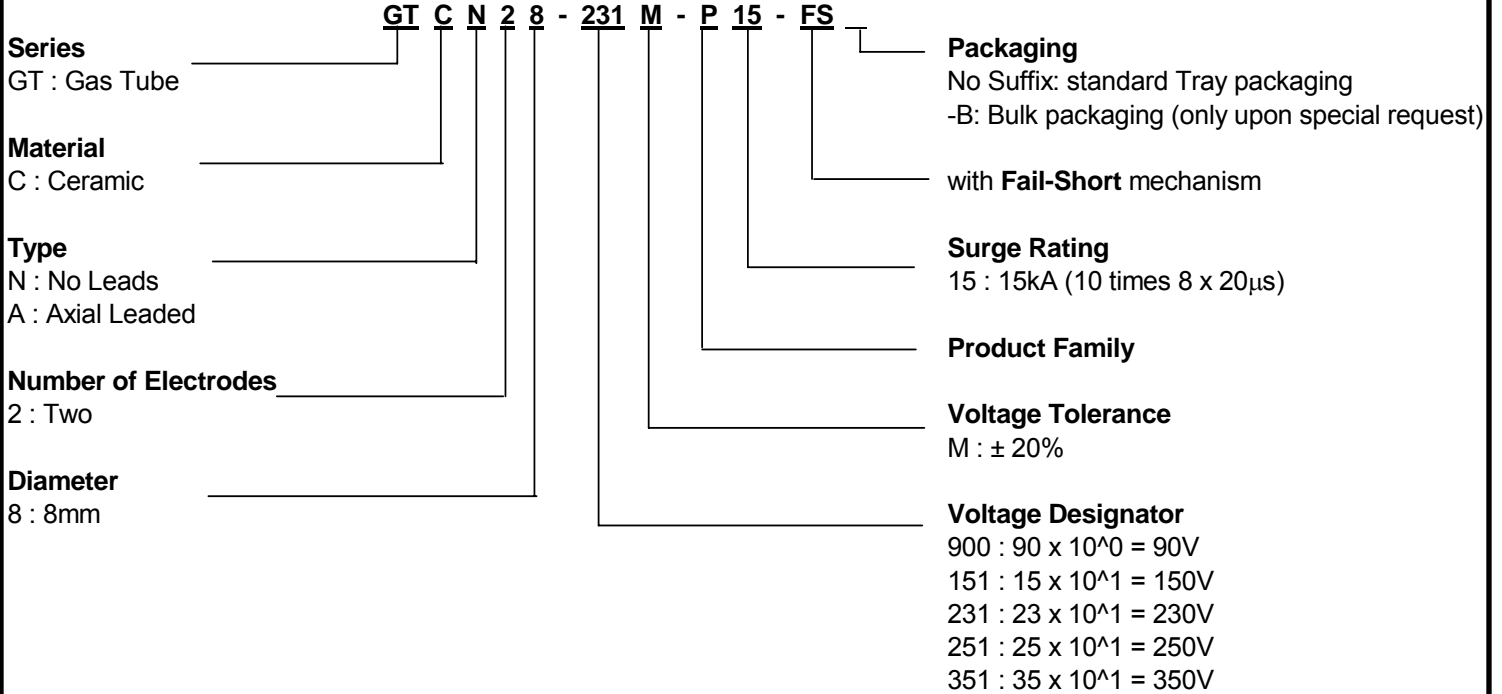 GT C N 2 8 - 231 M - P 15 - FS
Series
GT : Gas Tube
Material
C : Ceramic
Type
N : No Leads
A : Axial Leaded
Number of Electrodes
2 : Two
Diameter
8 : 8mm
Packaging
No Suffix: standard Tray packaging
-B: Bulk packaging (only upon special request)
with Fail-Short mechanism
Surge Rating
15 : 15kA (10 times 8 x 20μs)
Product Family
Voltage Tolerance
M : ± 20%
Voltage Designator
900 : 90 x 10^0 = 90V
151 : 15 x 10^1 = 150V
231 : 23 x 10^1 = 230V
251 : 25 x 10^1 = 250V
351 : 35 x 10^1 = 350V